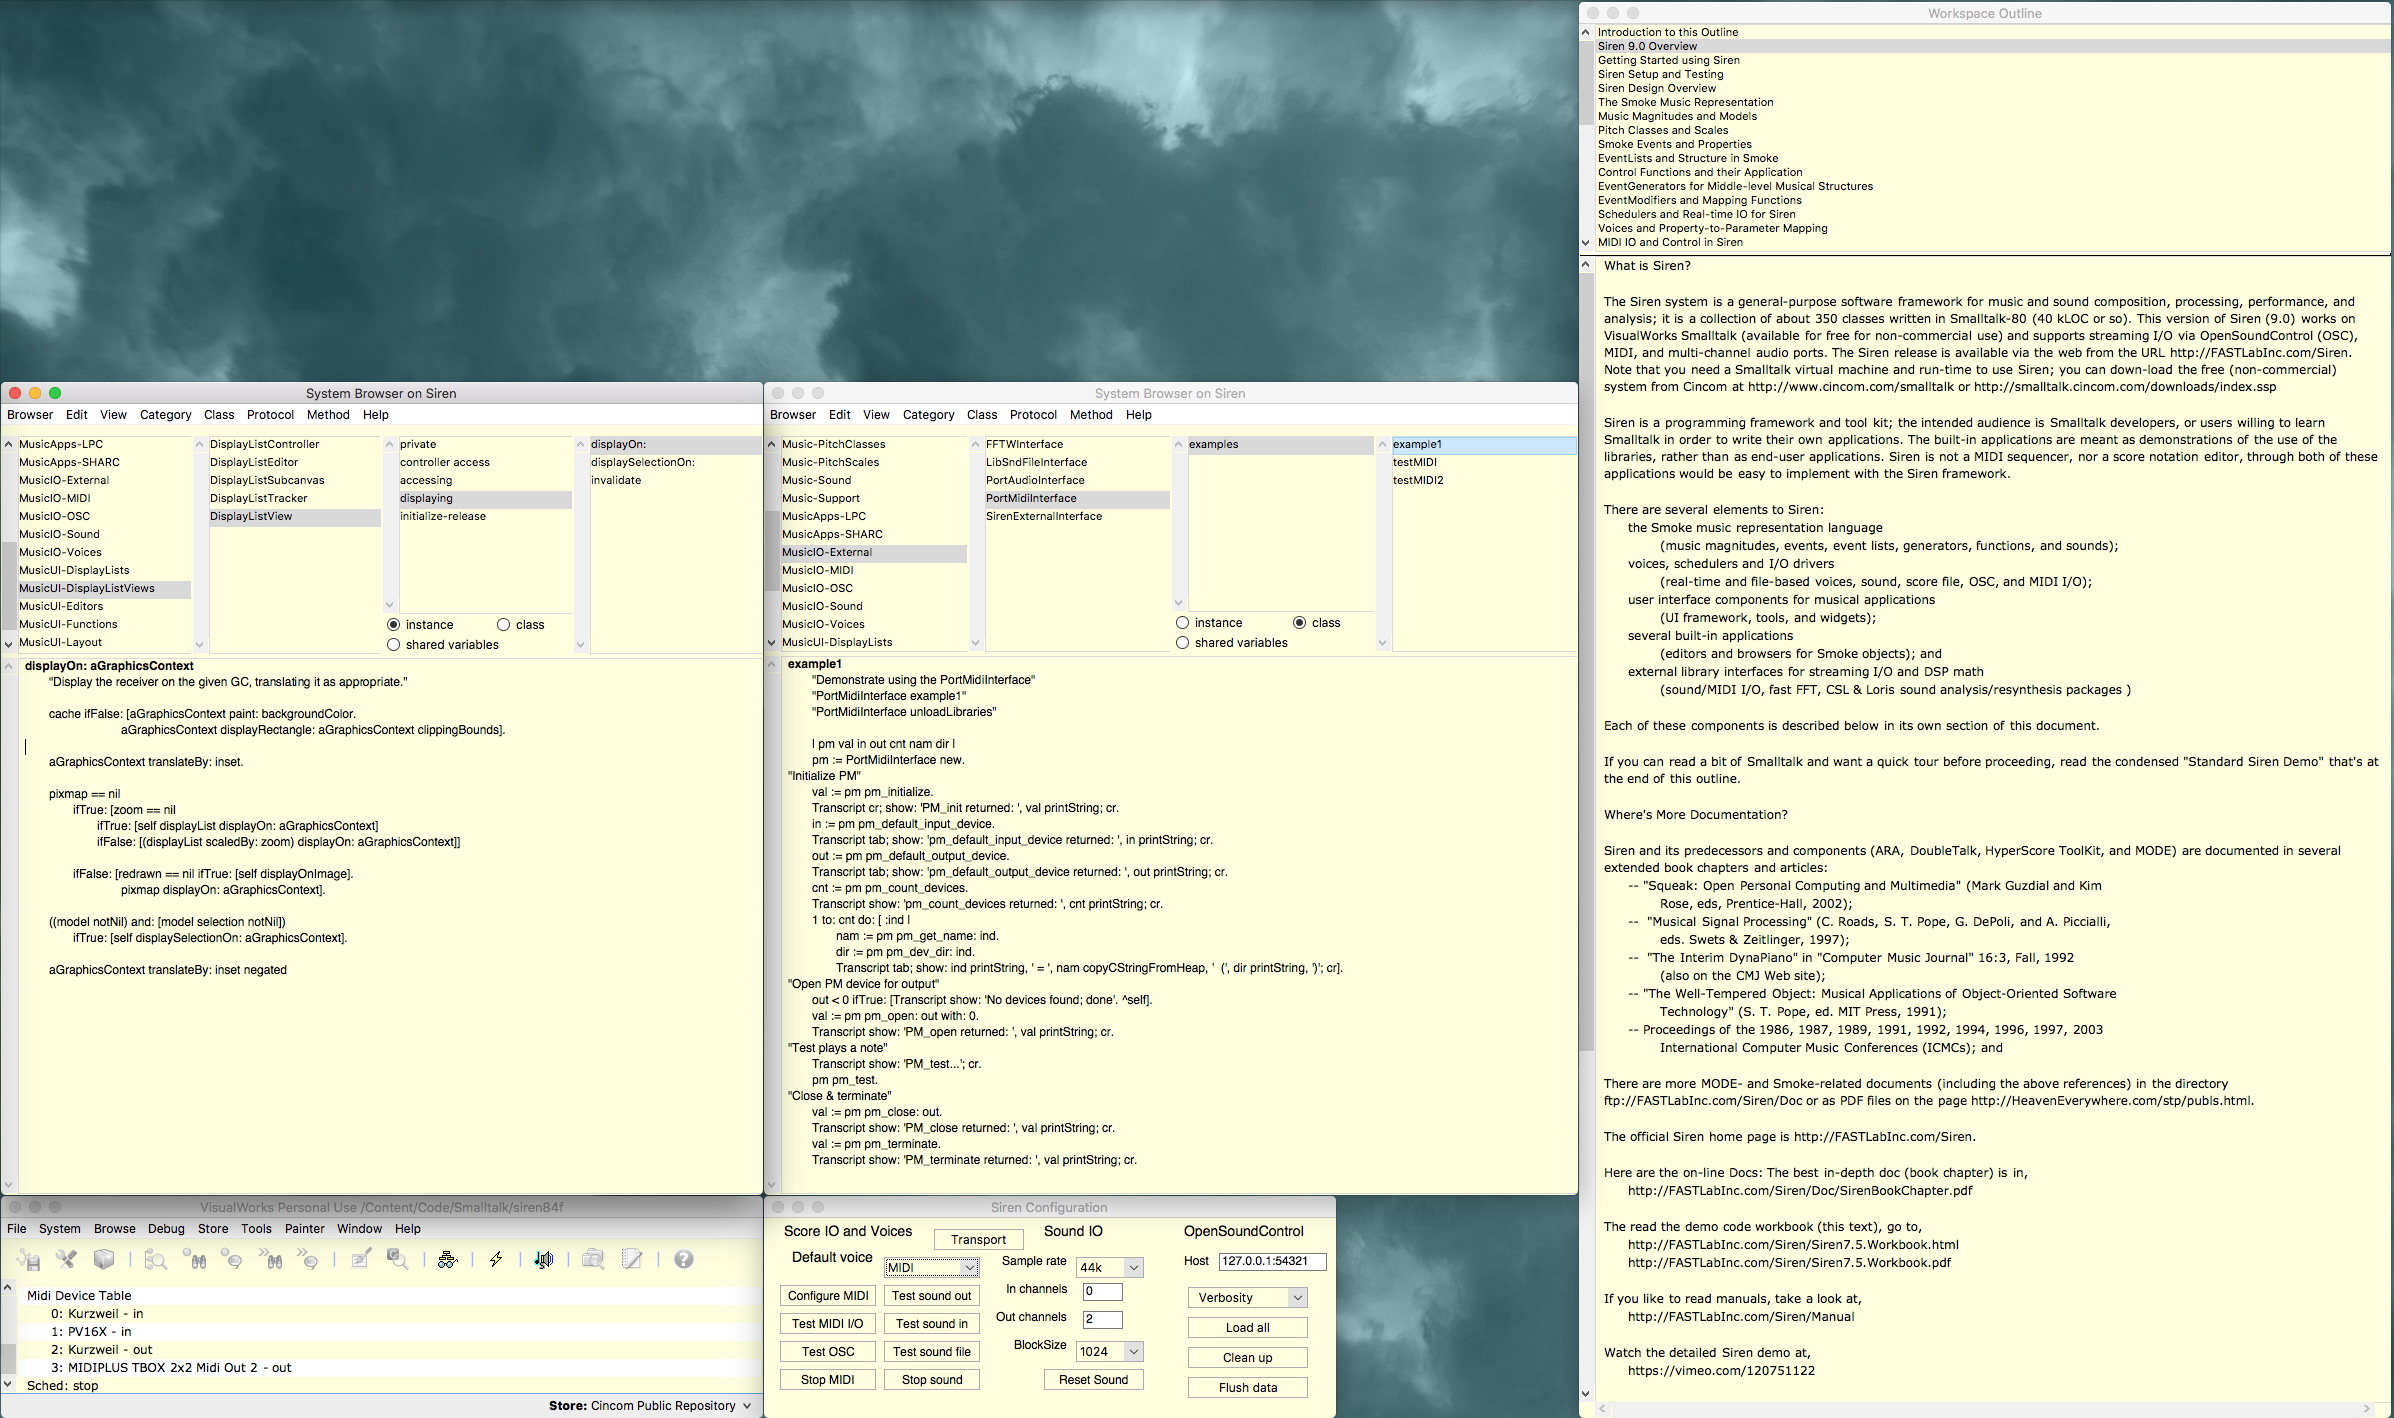 Workspace Outline
Introduction to this Outline
Siren 9.0 Overview
Getting Started using Siren
Siren Setup and Testing
Siren Design Overview
The Smoke Music Representation
Music Magnitudes and Models
Pitch Classes and Scales
Smoke Events and Properties
EventLists and Structure in Smoke
Control Functions and their Application
EventGenerators for Middle-level Musical Structures
EventModifiers and Mapping Functions
Schedulers and Real-time IO for Siren
Voices and Property-to-Parameter Mapping
MIDI IO and Control in Siren
What is Siren?
The Siren system is a general-purpose software framework for music and sound composition, processing, performance, and
analysis; it is a collection of about 350 classes written in Smalltalk-80 (40 kLOC or so). This version of Siren (9.0) works on
VisualWorks Smalltalk (available for free for non-commercial use) and supports streaming I/O via OpenSoundControl (OSC),
MIDI, and multi-channel audio ports. The Siren release is available via the web from the URL http://FASTLabInc.com/Siren.
Note that you need a Smalltalk virtual machine and run-time to use Siren; you can down-load the free (non-commercial)
system from Cincom at http://www.cincom.com/smalltalk or http://smalltalk.cincom.com/downloads/index.ssp
Siren is a programming framework and tool kit; the intended audience is Smalltalk developers, or users willing to learn
Smalltalk in order to write their own applications. The built-in applications are meant as demonstrations of the use of the
libraries, rather than as end-user applications. Siren is not a MIDI sequencer, nor a score notation editor, through both of these
applications would be easy to implement with the Siren framework.
There are several elements to Siren:
the Smoke music representation language
(music magnitudes, events, event lists, generators, functions, and sounds);
voices, schedulers and I/O drivers
(real-time and file-based voices, sound, score file, OSC, and MIDI I/O);
user interface components for musical applications
(UI framework, tools, and widgets);
several built-in applications
(editors and browsers for Smoke objects); and
external library interfaces for streaming I/O and DSP math
(sound/MIDI I/O, fast FFT, CSL & Loris sound analysis/resynthesis packages )
Each of these components is described below in its own section of this document.
If you can read a bit of Smalltalk and want a quick tour before proceeding, read the condensed "Standard Siren Demo" that's at
the end of this outline.
Where's More Documentation?
Siren and its predecessors and components (ARA, DoubleTalk, HyperScore ToolKit, and MODE) are documented in several
extended book chapters and articles:
-- "Squeak: Open Personal Computing and Multimedia" (Mark Guzdial and Kim
Rose, eds, Prentice-Hall, 2002);
-- "Musical Signal Processing" (C. Roads, S. T. Pope, G. DePoli, and A. Piccialli,
eds. Swets & Zeitlinger, 1997);
-- "The Interim DynaPiano" in "Computer Music Journal" 16:3, Fall, 1992
(also on the CMJ Web site);
-- "The Well-Tempered Object: Musical Applications of Object-Oriented Software
Technology" (S. T. Pope, ed. MIT Press, 1991);
-- Proceedings of the 1986, 1987, 1989, 1991, 1992, 1994, 1996, 1997, 2003
International Computer Music Conferences (ICMCs); and
There are more MODE- and Smoke-related documents (including the above references) in the directory
ftp://FASTLabInc.com/Siren/Doc or as PDF files on the page http://HeavenEverywhere.com/stp/publs.html.
The official Siren home page is http://FASTLabInc.com/Siren.
Here are the on-line Docs: The best in-depth doc (book chapter) is in,
http://FASTLabInc.com/Siren/Doc/SirenBookChapter.pdf
The read the demo code workbook (this text), go to,
http://FASTLabInc.com/Siren/Siren7.5.Workbook.html
http://FASTLabInc.com/Siren/Siren7.5.Workbook.pdf
If you like to read manuals, take a look at,
http://FASTLabInc.com/Siren/Manual
Watch the detailed Siren demo at,
https://vimeo.com/120751122
System Browser on Siren
Browser Edit View Category Class Protocol Method Help
MusicApps-LPC
MusicApps-SHARC
MusicIO-External
MusicIO-MIDI
MusicIO-OSC
MusicIO-Sound
MusicIO-Voices
MusicUI-DisplayLists
MusicUI-DisplayListViews
MusicUI-Editors
MusicUI-Functions
MusicUI-Layout
DisplayListController
DisplayListEditor
DisplayListSubcanvas
DisplayListTracker
DisplayListView
private
controller access
accessing
displaying
initialize-release
instance class
shared variables
displayOn:
displaySelectionOn:
invalidate
displayOn: aGraphicsContext
"Display the receiver on the given GC, translating it as appropriate."
cache ifFalse: [aGraphicsContext paint: backgroundColor.
aGraphicsContext displayRectangle: aGraphicsContext clippingBounds].
aGraphicsContext translateBy: inset.
pixmap == nil
ifTrue: [zoom == nil
ifTrue: [self displayList displayOn: aGraphicsContext]
ifFalse: [(displayList scaledBy: zoom) displayOn: aGraphicsContext]]
ifFalse: [redrawn == nil ifTrue: [self displayOnImage].
pixmap displayOn: aGraphicsContext].
((model notNil) and: [model selection notNil])
ifTrue: [self displaySelectionOn: aGraphicsContext].
aGraphicsContext translateBy: inset negated
System Browser on Siren
Browser Edit View Category Class Protocol Method Help
Music-PitchClasses
Music-PitchScales
Music-Sound
Music-Support
MusicApps-LPC
MusicApps-SHARC
MusicIO-External
MusicIO-MIDI
MusicIO-OSC
MusicIO-Sound
MusicIO-Voices
MusicUI-DisplayLists
FFTWInterface
LibSndFileInterface
PortAudioInterface
PortMidiInterface
SirenExternalInterface
examples
instance class
shared variables
example1
testMIDI
testMIDI2
example1
"Demonstrate using the PortMidiInterface"
"PortMidiInterface example1"
"PortMidiInterface unloadLibraries"
| pm val in out cnt nam dir |
pm := PortMidiInterface new.
"Initialize PM"
val := pm pm_initialize.
Transcript cr; show: 'PM_init returned: ', val printString; cr.
in := pm pm_default_input_device.
Transcript tab; show: 'pm_default_input_device returned: ', in printString; cr.
out := pm pm_default_output_device.
Transcript tab; show: 'pm_default_output_device returned: ', out printString; cr.
cnt := pm pm_count_devices.
Transcript show: 'pm_count_devices returned: ', cnt printString; cr.
1 to: cnt do: [ :ind |
nam := pm pm_get_name: ind.
dir := pm pm_dev_dir: ind.
Transcript tab; show: ind printString, ' = ', nam copyCStringFromHeap, '  (', dir printString, ')'; cr].
"Open PM device for output"
out < 0 ifTrue: [Transcript show: 'No devices found; done'. ^self].
val := pm pm_open: out with: 0.
Transcript show: 'PM_open returned: ', val printString; cr.
"Test plays a note"
Transcript show: 'PM_test...'; cr.
pm pm_test.
"Close & terminate"
val := pm pm_close: out.
Transcript show: 'PM_close returned: ', val printString; cr.
val := pm pm_terminate.
Transcript show: 'PM_terminate returned: ', val printString; cr.
VisualWorks Personal Use /Content/Code/Smalltalk/siren84f
File System Browse Debug Store Tools Painter Window Help
Midi Device Table
0: Kurzweil - in
1: PV16X - in
2: Kurzweil - out
3: MIDIPLUS TBOX 2x2 Midi Out 2 - out
Sched: stop
Store: Cincom Public Repository
Siren Configuration
Score IO and Voices Transport Sound IO OpenSoundControl
Default voice MIDI Sample rate 44k Host 127.0.0.1:54321
Configure MIDI Test sound out In channels 0 Verbosity
Test MIDI I/O Test sound in Out channels 2 Load all
Test OSC Test sound file BlockSize 1024 Clean up
Stop MIDI Stop sound Reset Sound Flush data